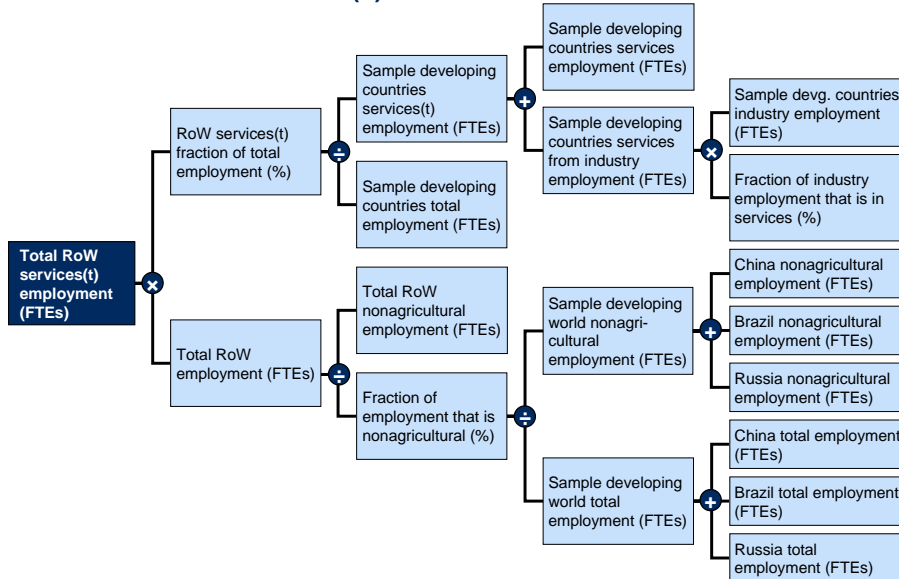 (t)
Sample developing
countries services
employment (FTEs)
Sample developing
countries
services(t)
employment (FTEs)
+
Sample devg. countries
industry employment
(FTEs)
RoW services(t)
fraction of total
employment (%)
÷
Sample developing
countries services
from industry
employment (FTEs)
×
Sample developing
countries total
employment (FTEs)
Fraction of industry
employment that is in
services (%)
Total RoW
services(t)
employment
(FTEs)
×
China nonagricultural
employment (FTEs)
Total RoW
nonagricultural
employment (FTEs)
Sample developing
world nonagri-
cultural
employment (FTEs)
+
Brazil nonagricultural
employment (FTEs)
Total RoW
employment (FTEs)
÷
Russia nonagricultural
employment (FTEs)
Fraction of
employment that is
nonagricultural (%)
÷
China total employment
(FTEs)
Sample developing
world total
employment (FTEs)
+
Brazil total employment
(FTEs)
Russia total
employment (FTEs)